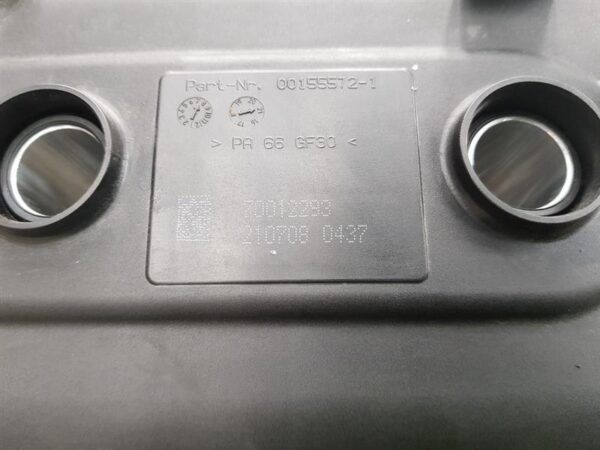 Part-Nr. 00155572-1
> PA 66 GF30 <
70012293
210708 0437